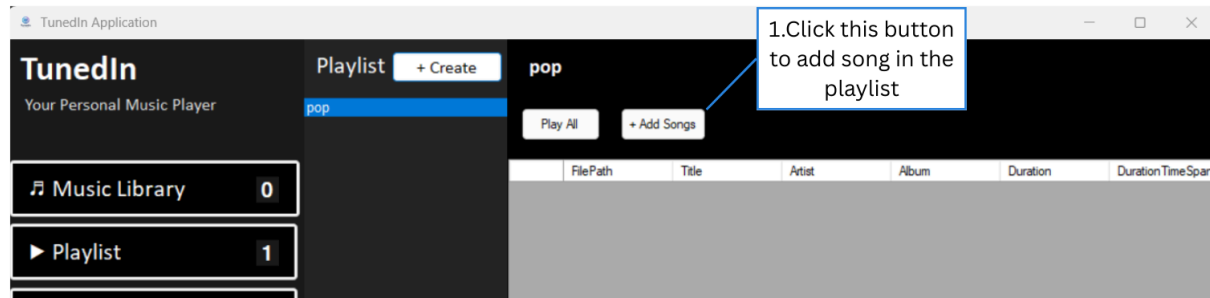 TunedIn Application
1.Click this button
to add song in the
playlist
TunedIn
Your Personal Music Player
♬ Music Library 0
▶ Playlist 1
Playlist + Create
pop
pop
Play All + Add Songs
FilePath Title Artist Album Duration DurationTimeSpan